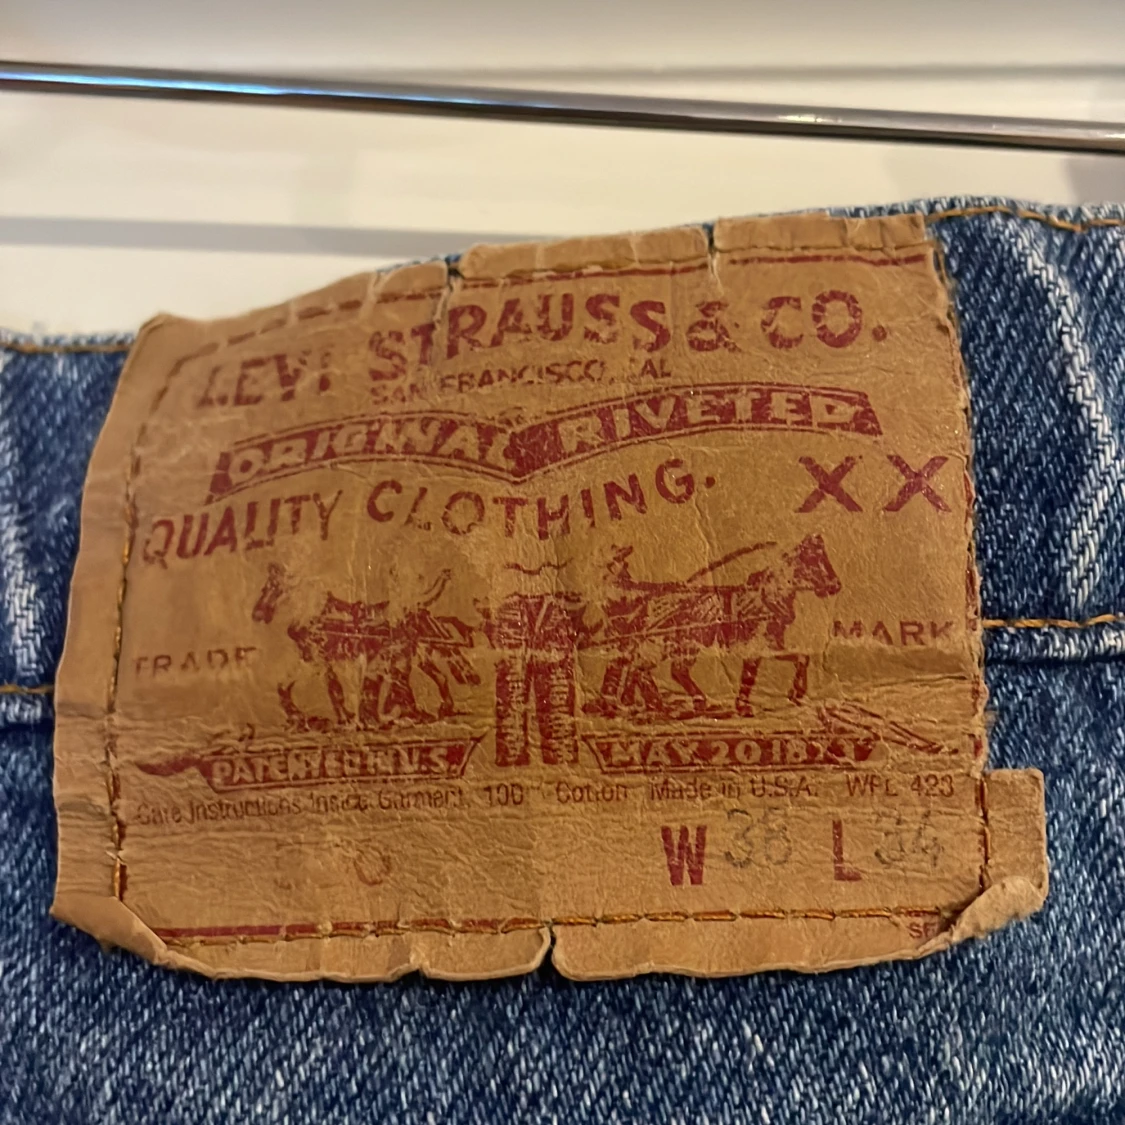 LEVI STRAUSS & CO.
SAN FRANCISCO, CAL
ORIGINAL RIVETED
QUALITY CLOTHING. XX
TRADE MARK
PATENTED IN U.S. MAY 20 1873
Care Instructions Inside Garment. 100 Cotton Made in U.S.A. WPL 423
W 36 L 34